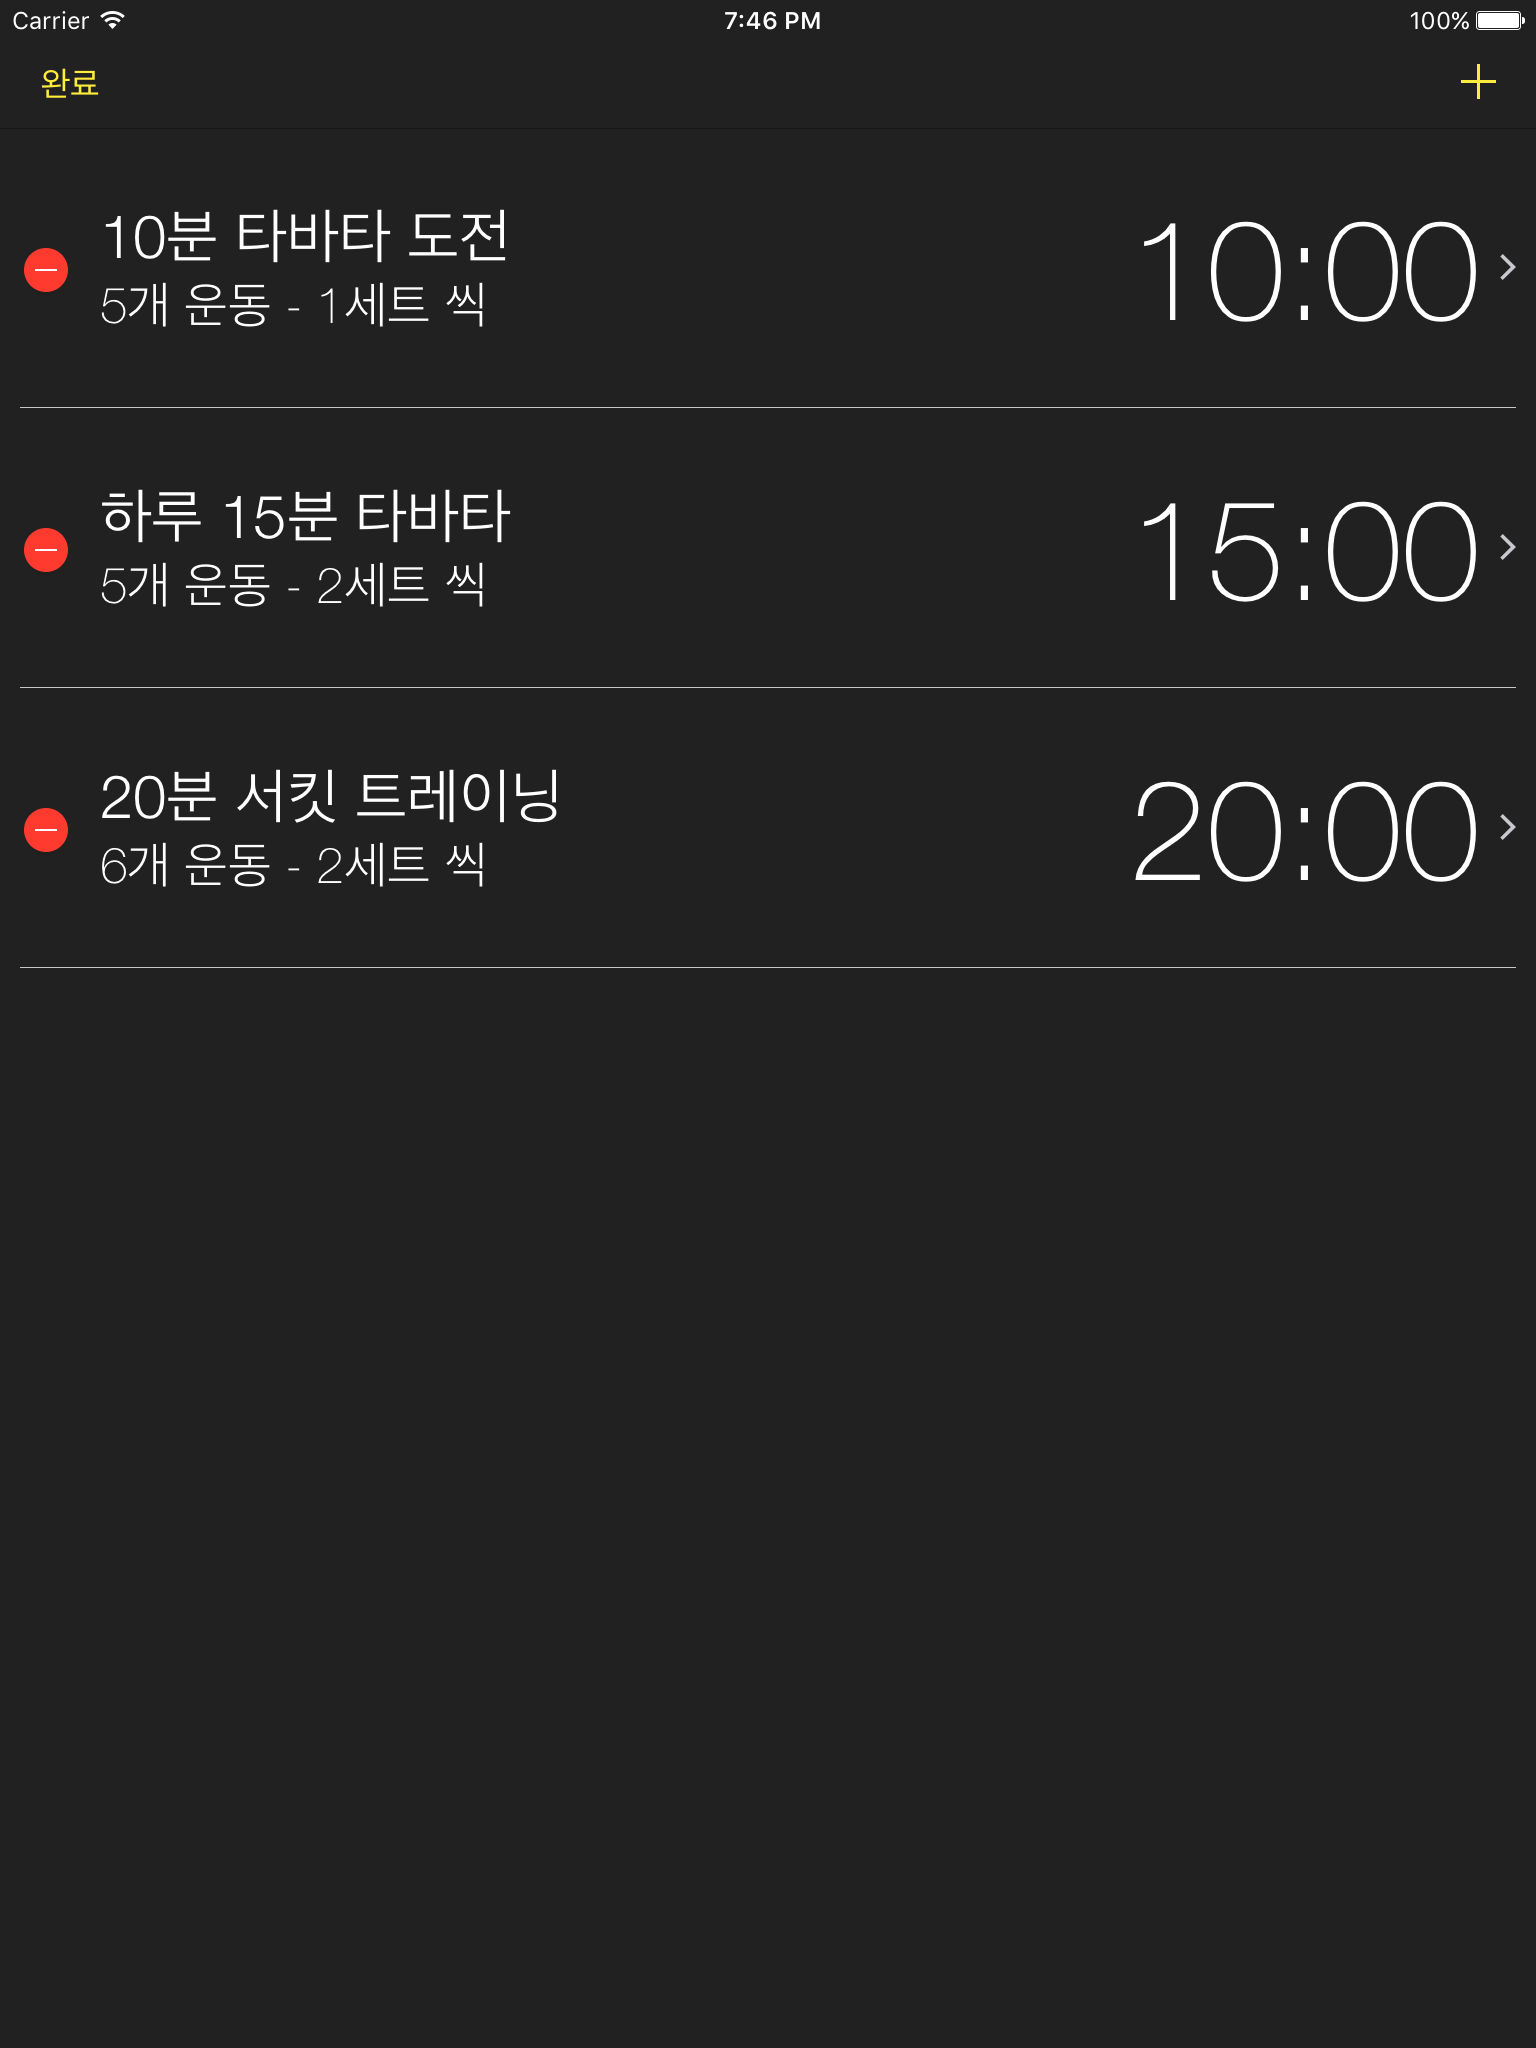 Carrier 7:46 PM 100%
완료
10분 타바타 도전
5개 운동 - 1세트 씩
10:00
하루 15분 타바타
5개 운동 - 2세트 씩
15:00
20분 서킷 트레이닝
6개 운동 - 2세트 씩
20:00